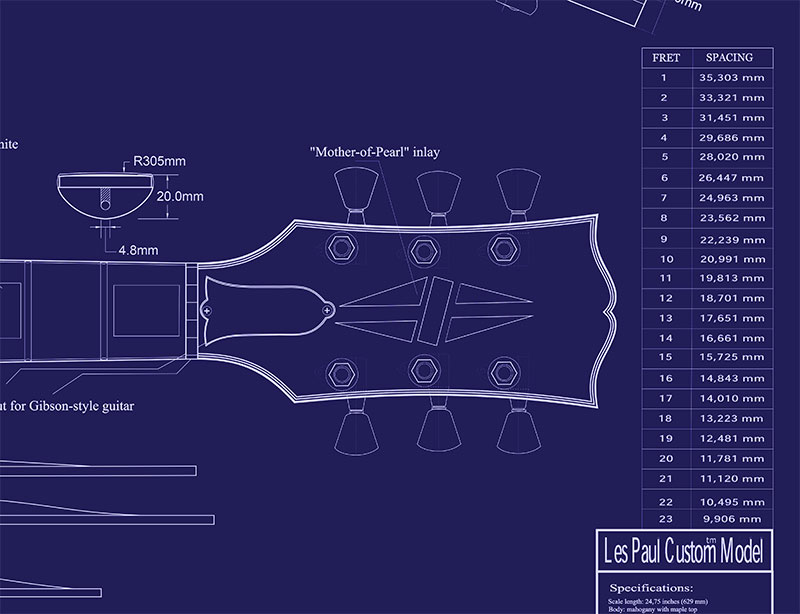 mm
nite
R305mm
20.0mm
4.8mm
"Mother-of-Pearl" inlay
ut for Gibson-style guitar
FRET SPACING
1 35,303 mm
2 33,321 mm
3 31,451 mm
4 29,686 mm
5 28,020 mm
6 26,447 mm
7 24,963 mm
8 23,562 mm
9 22,239 mm
10 20,991 mm
11 19,813 mm
12 18,701 mm
13 17,651 mm
14 16,661 mm
15 15,725 mm
16 14,843 mm
17 14,010 mm
18 13,223 mm
19 12,481 mm
20 11,781 mm
21 11,120 mm
22 10,495 mm
23 9,906 mm
Les Paul Custom™ Model
Specifications:
Scale length: 24,75 inches (629 mm)
Body: mahogany with maple top